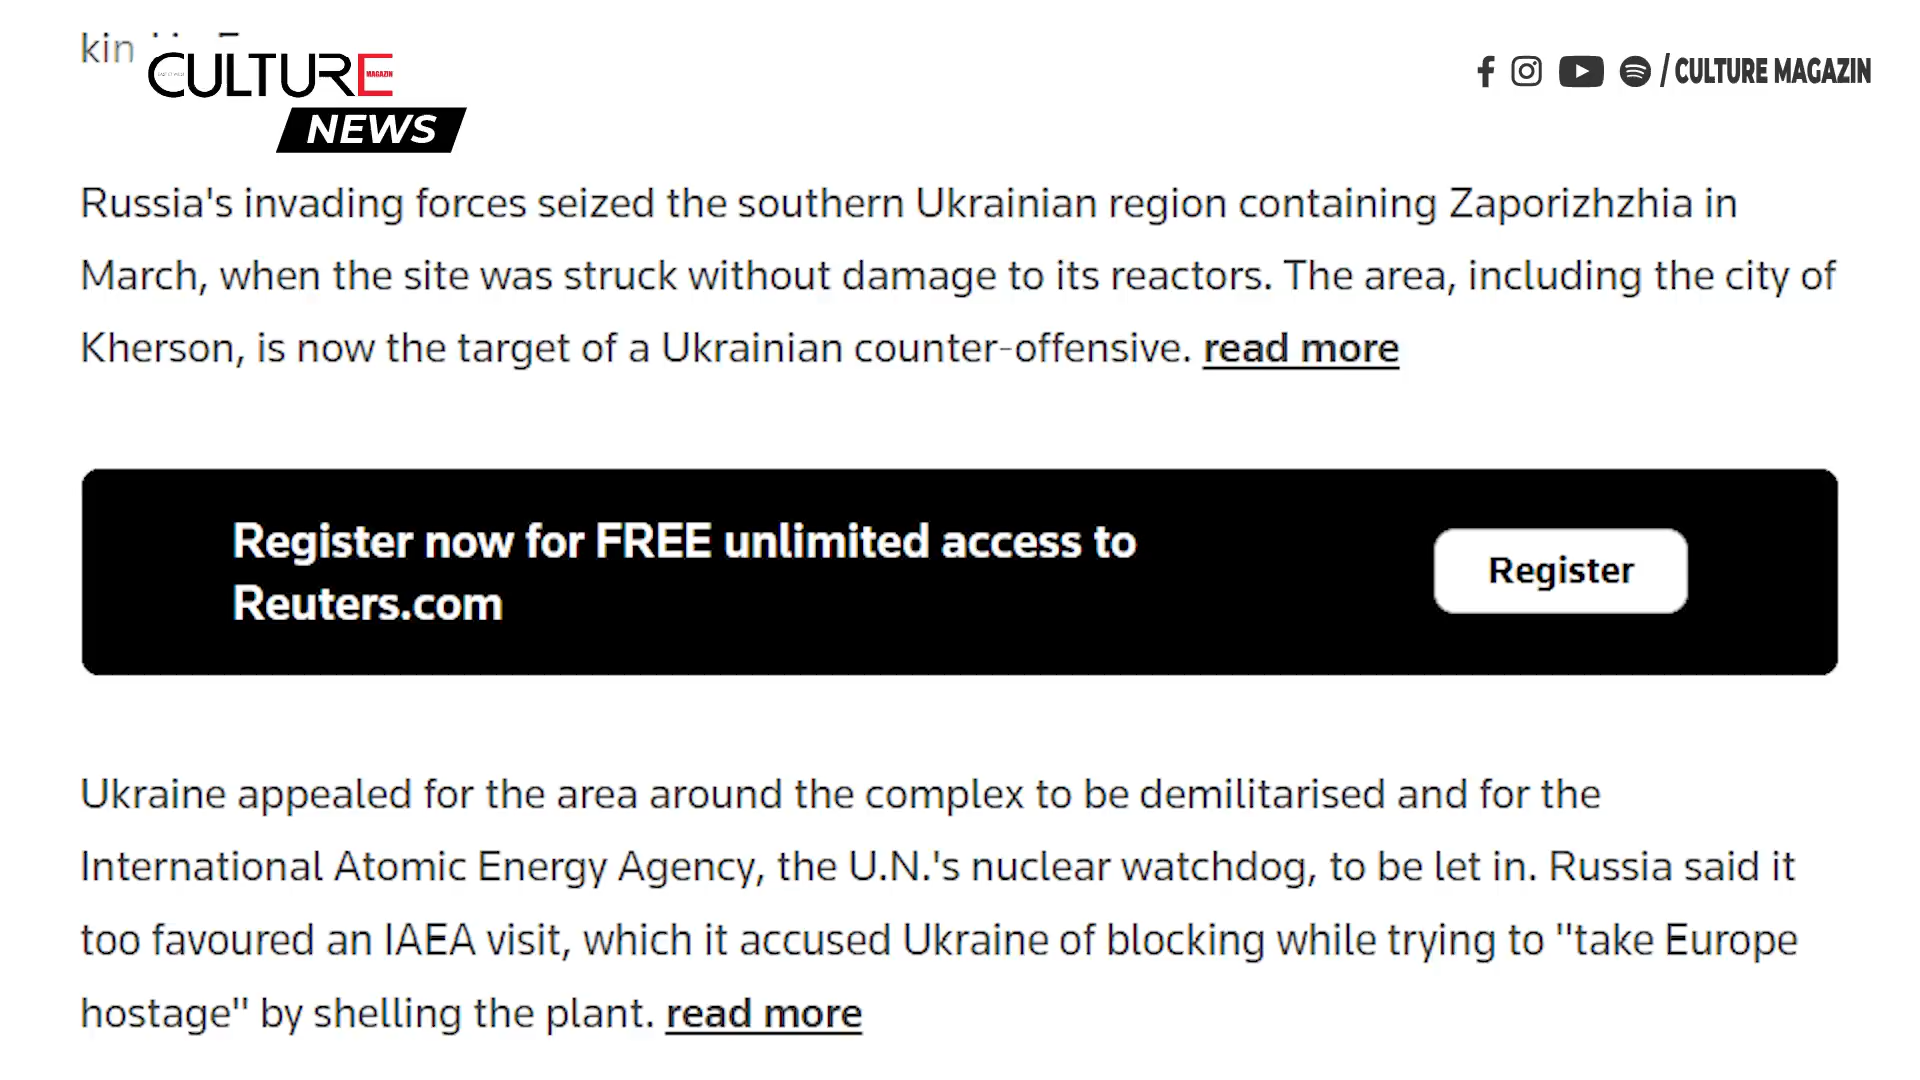 kin
CULTURE
MAGAZIN
NEWS
/ CULTURE MAGAZIN
Russia's invading forces seized the southern Ukrainian region containing Zaporizhzhia in
March, when the site was struck without damage to its reactors. The area, including the city of
Kherson, is now the target of a Ukrainian counter-offensive. read more
Register now for FREE unlimited access to
Reuters.com
Register
Ukraine appealed for the area around the complex to be demilitarised and for the
International Atomic Energy Agency, the U.N.'s nuclear watchdog, to be let in. Russia said it
too favoured an IAEA visit, which it accused Ukraine of blocking while trying to "take Europe
hostage" by shelling the plant. read more